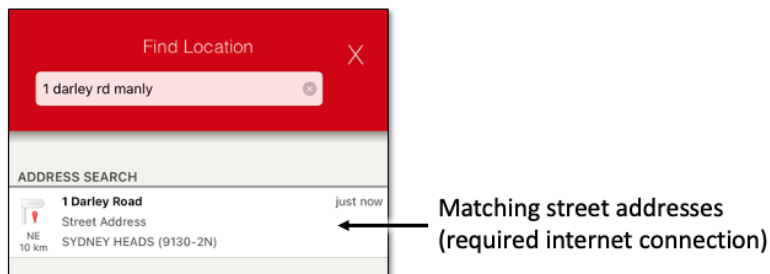 Find Location
X
1 darley rd manly
ADDRESS SEARCH
1 Darley Road just now
Street Address
NE
SYDNEY HEADS (9130-2N)
10 km
Matching street addresses
(required internet connection)